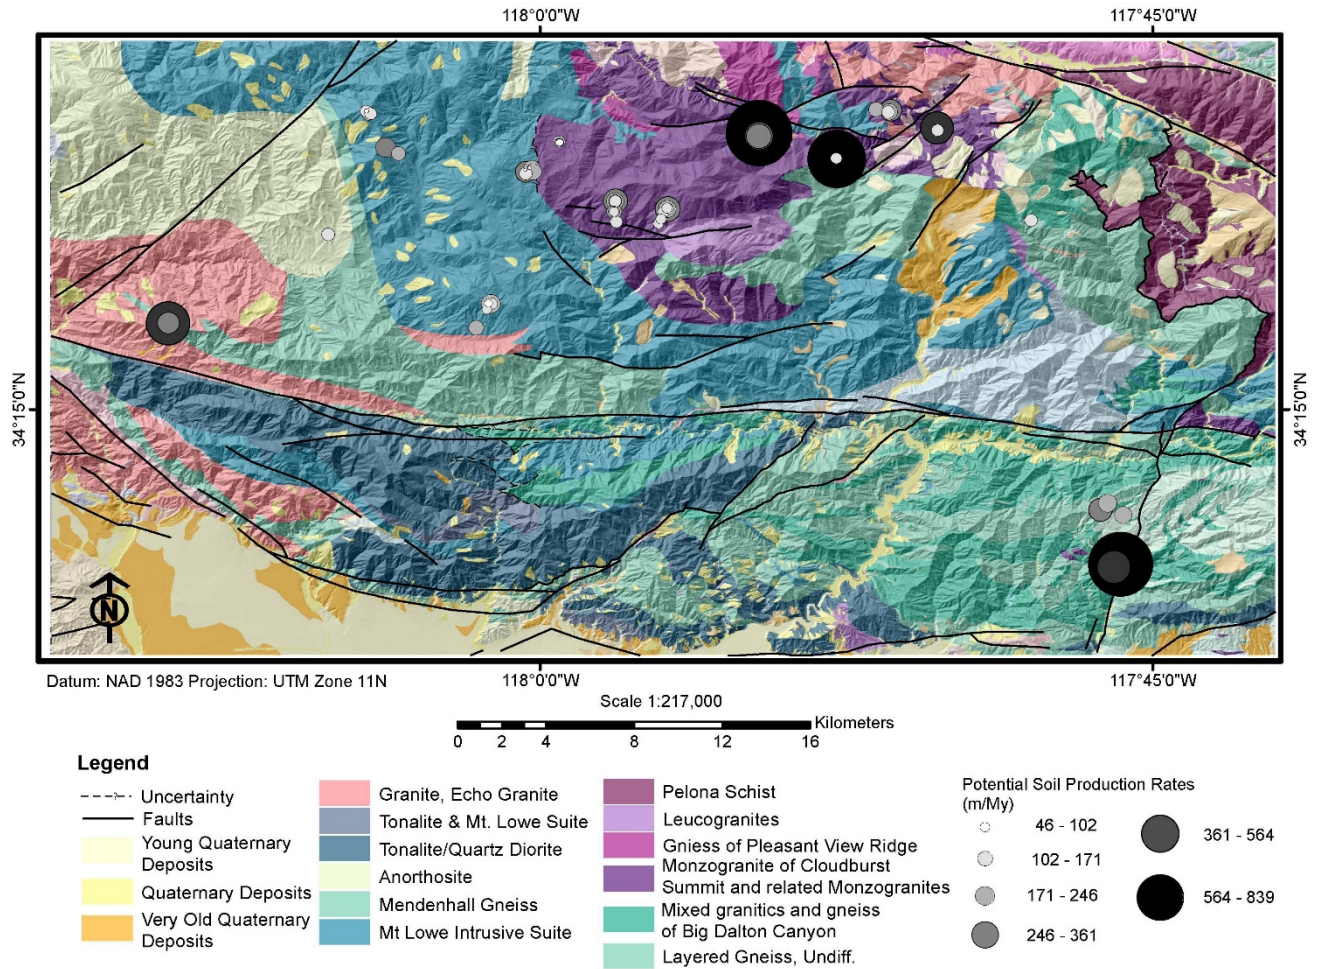 118°0'0"W
117°45'0"W
34°15'0"N
34°15'0"N
N
118°0'0"W
117°45'0"W
Datum: NAD 1983 Projection: UTM Zone 11N
Scale 1:217,000
Kilometers
0 2 4 8 12 16
Legend
Uncertainty
Faults
Young Quaternary
Deposits
Quaternary Deposits
Very Old Quaternary
Deposits
Granite, Echo Granite
Tonalite & Mt. Lowe Suite
Tonalite/Quartz Diorite
Anorthosite
Mendenhall Gneiss
Mt Lowe Intrusive Suite
Pelona Schist
Leucogranites
Gniess of Pleasant View Ridge
Monzogranite of Cloudburst
Summit and related Monzogranites
Mixed granitics and gneiss
of Big Dalton Canyon
Layered Gneiss, Undiff.
Potential Soil Production Rates
(m/My)
46 - 102
102 - 171
171 - 246
246 - 361
361 - 564
564 - 839